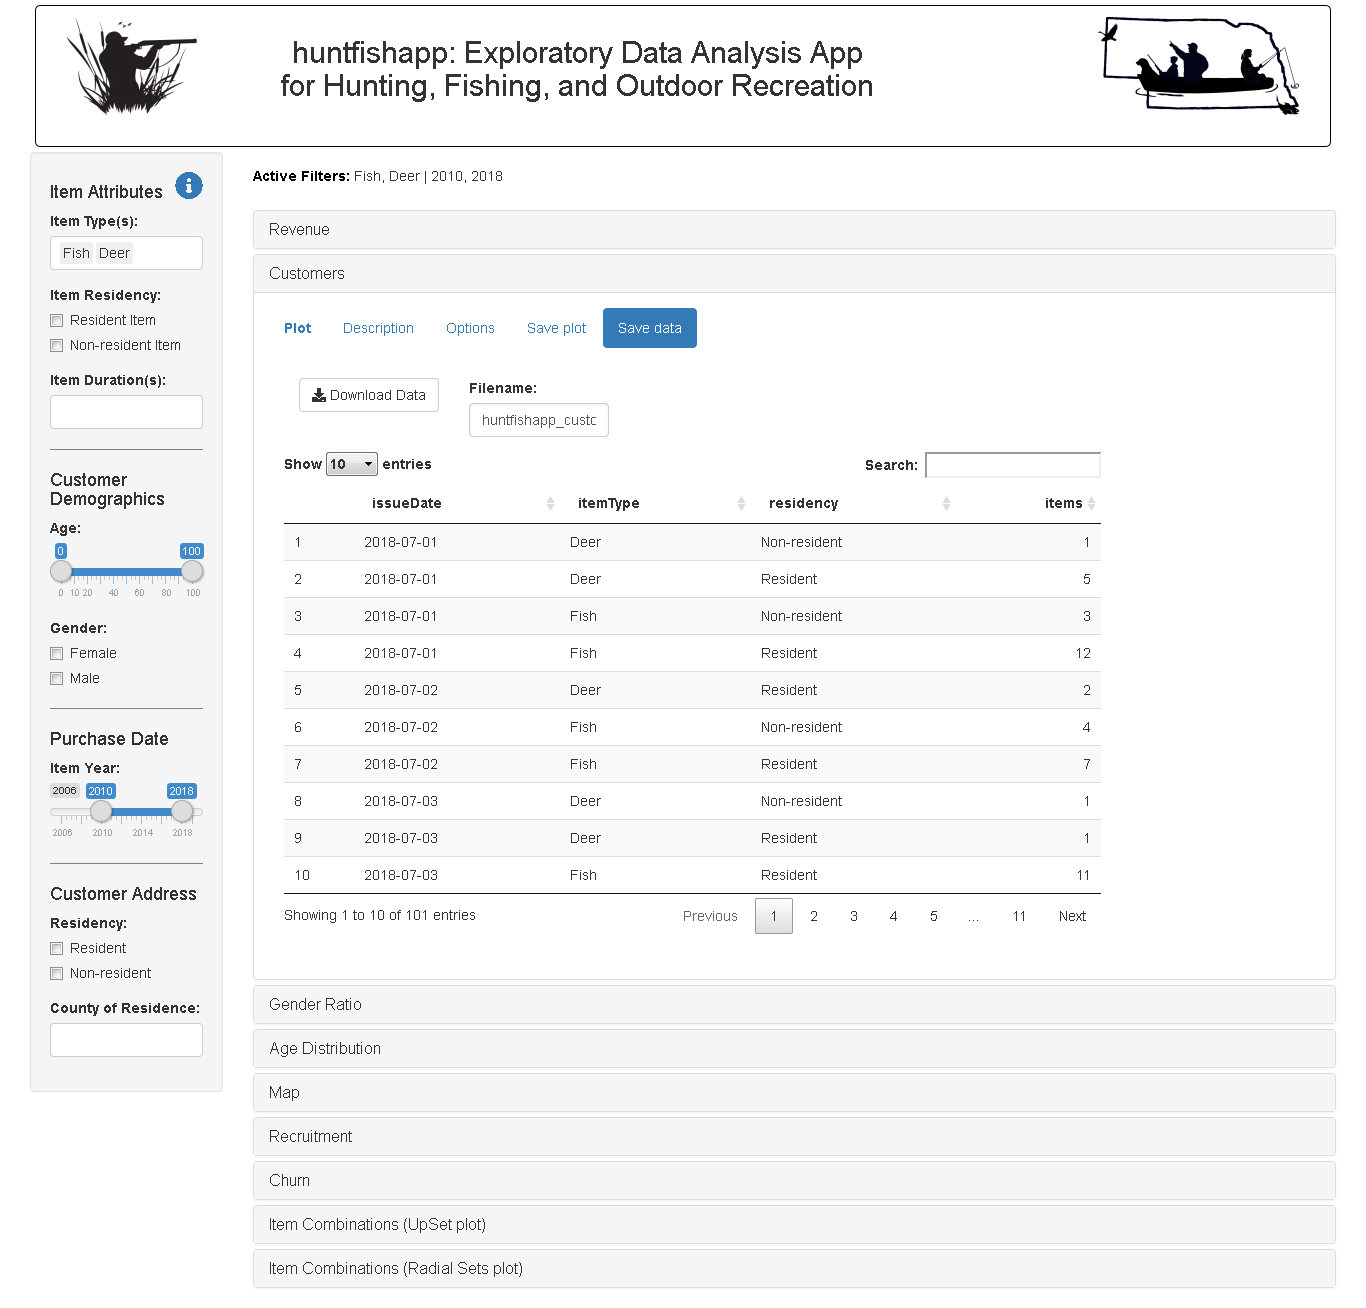 huntfishapp: Exploratory Data Analysis App
for Hunting, Fishing, and Outdoor Recreation
Item Attributes
Item Type(s):
Fish Deer
Item Residency:
Resident Item
Non-resident Item
Item Duration(s):
Customer
Demographics
Age:
0 100
0 10 20 40 60 80 100
Gender:
Female
Male
Purchase Date
Item Year:
2006 2010 2018
2006 2010 2014 2018
Customer Address
Residency:
Resident
Non-resident
County of Residence:
Active Filters: Fish, Deer | 2010, 2018
Revenue
Customers
Plot Description Options Save plot Save data
Download Data
Filename:
huntfishapp_custc
Show 10 entries
Search:
issueDate itemType residency items
1 2018-07-01 Deer Non-resident 1
2 2018-07-01 Deer Resident 5
3 2018-07-01 Fish Non-resident 3
4 2018-07-01 Fish Resident 12
5 2018-07-02 Deer Resident 2
6 2018-07-02 Fish Non-resident 4
7 2018-07-02 Fish Resident 7
8 2018-07-03 Deer Non-resident 1
9 2018-07-03 Deer Resident 1
10 2018-07-03 Fish Resident 11
Showing 1 to 10 of 101 entries
Previous 1 2 3 4 5 … 11 Next
Gender Ratio
Age Distribution
Map
Recruitment
Churn
Item Combinations (UpSet plot)
Item Combinations (Radial Sets plot)